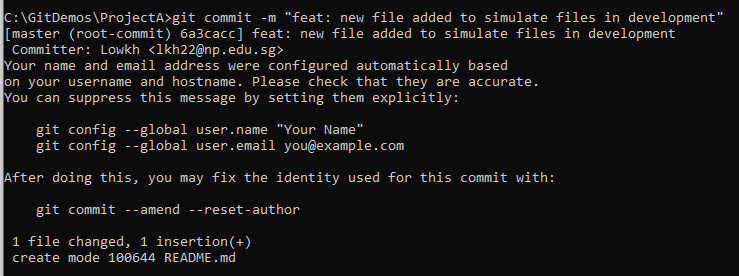 C:\GitDemos\ProjectA>git commit -m "feat: new file added to simulate files in development"
[master (root-commit) 6a3cacc] feat: new file added to simulate files in development
 Committer: Lowkh <lkh22@np.edu.sg>
Your name and email address were configured automatically based
on your username and hostname. Please check that they are accurate.
You can suppress this message by setting them explicitly:

    git config --global user.name "Your Name"
    git config --global user.email you@example.com

After doing this, you may fix the identity used for this commit with:

    git commit --amend --reset-author

 1 file changed, 1 insertion(+)
 create mode 100644 README.md